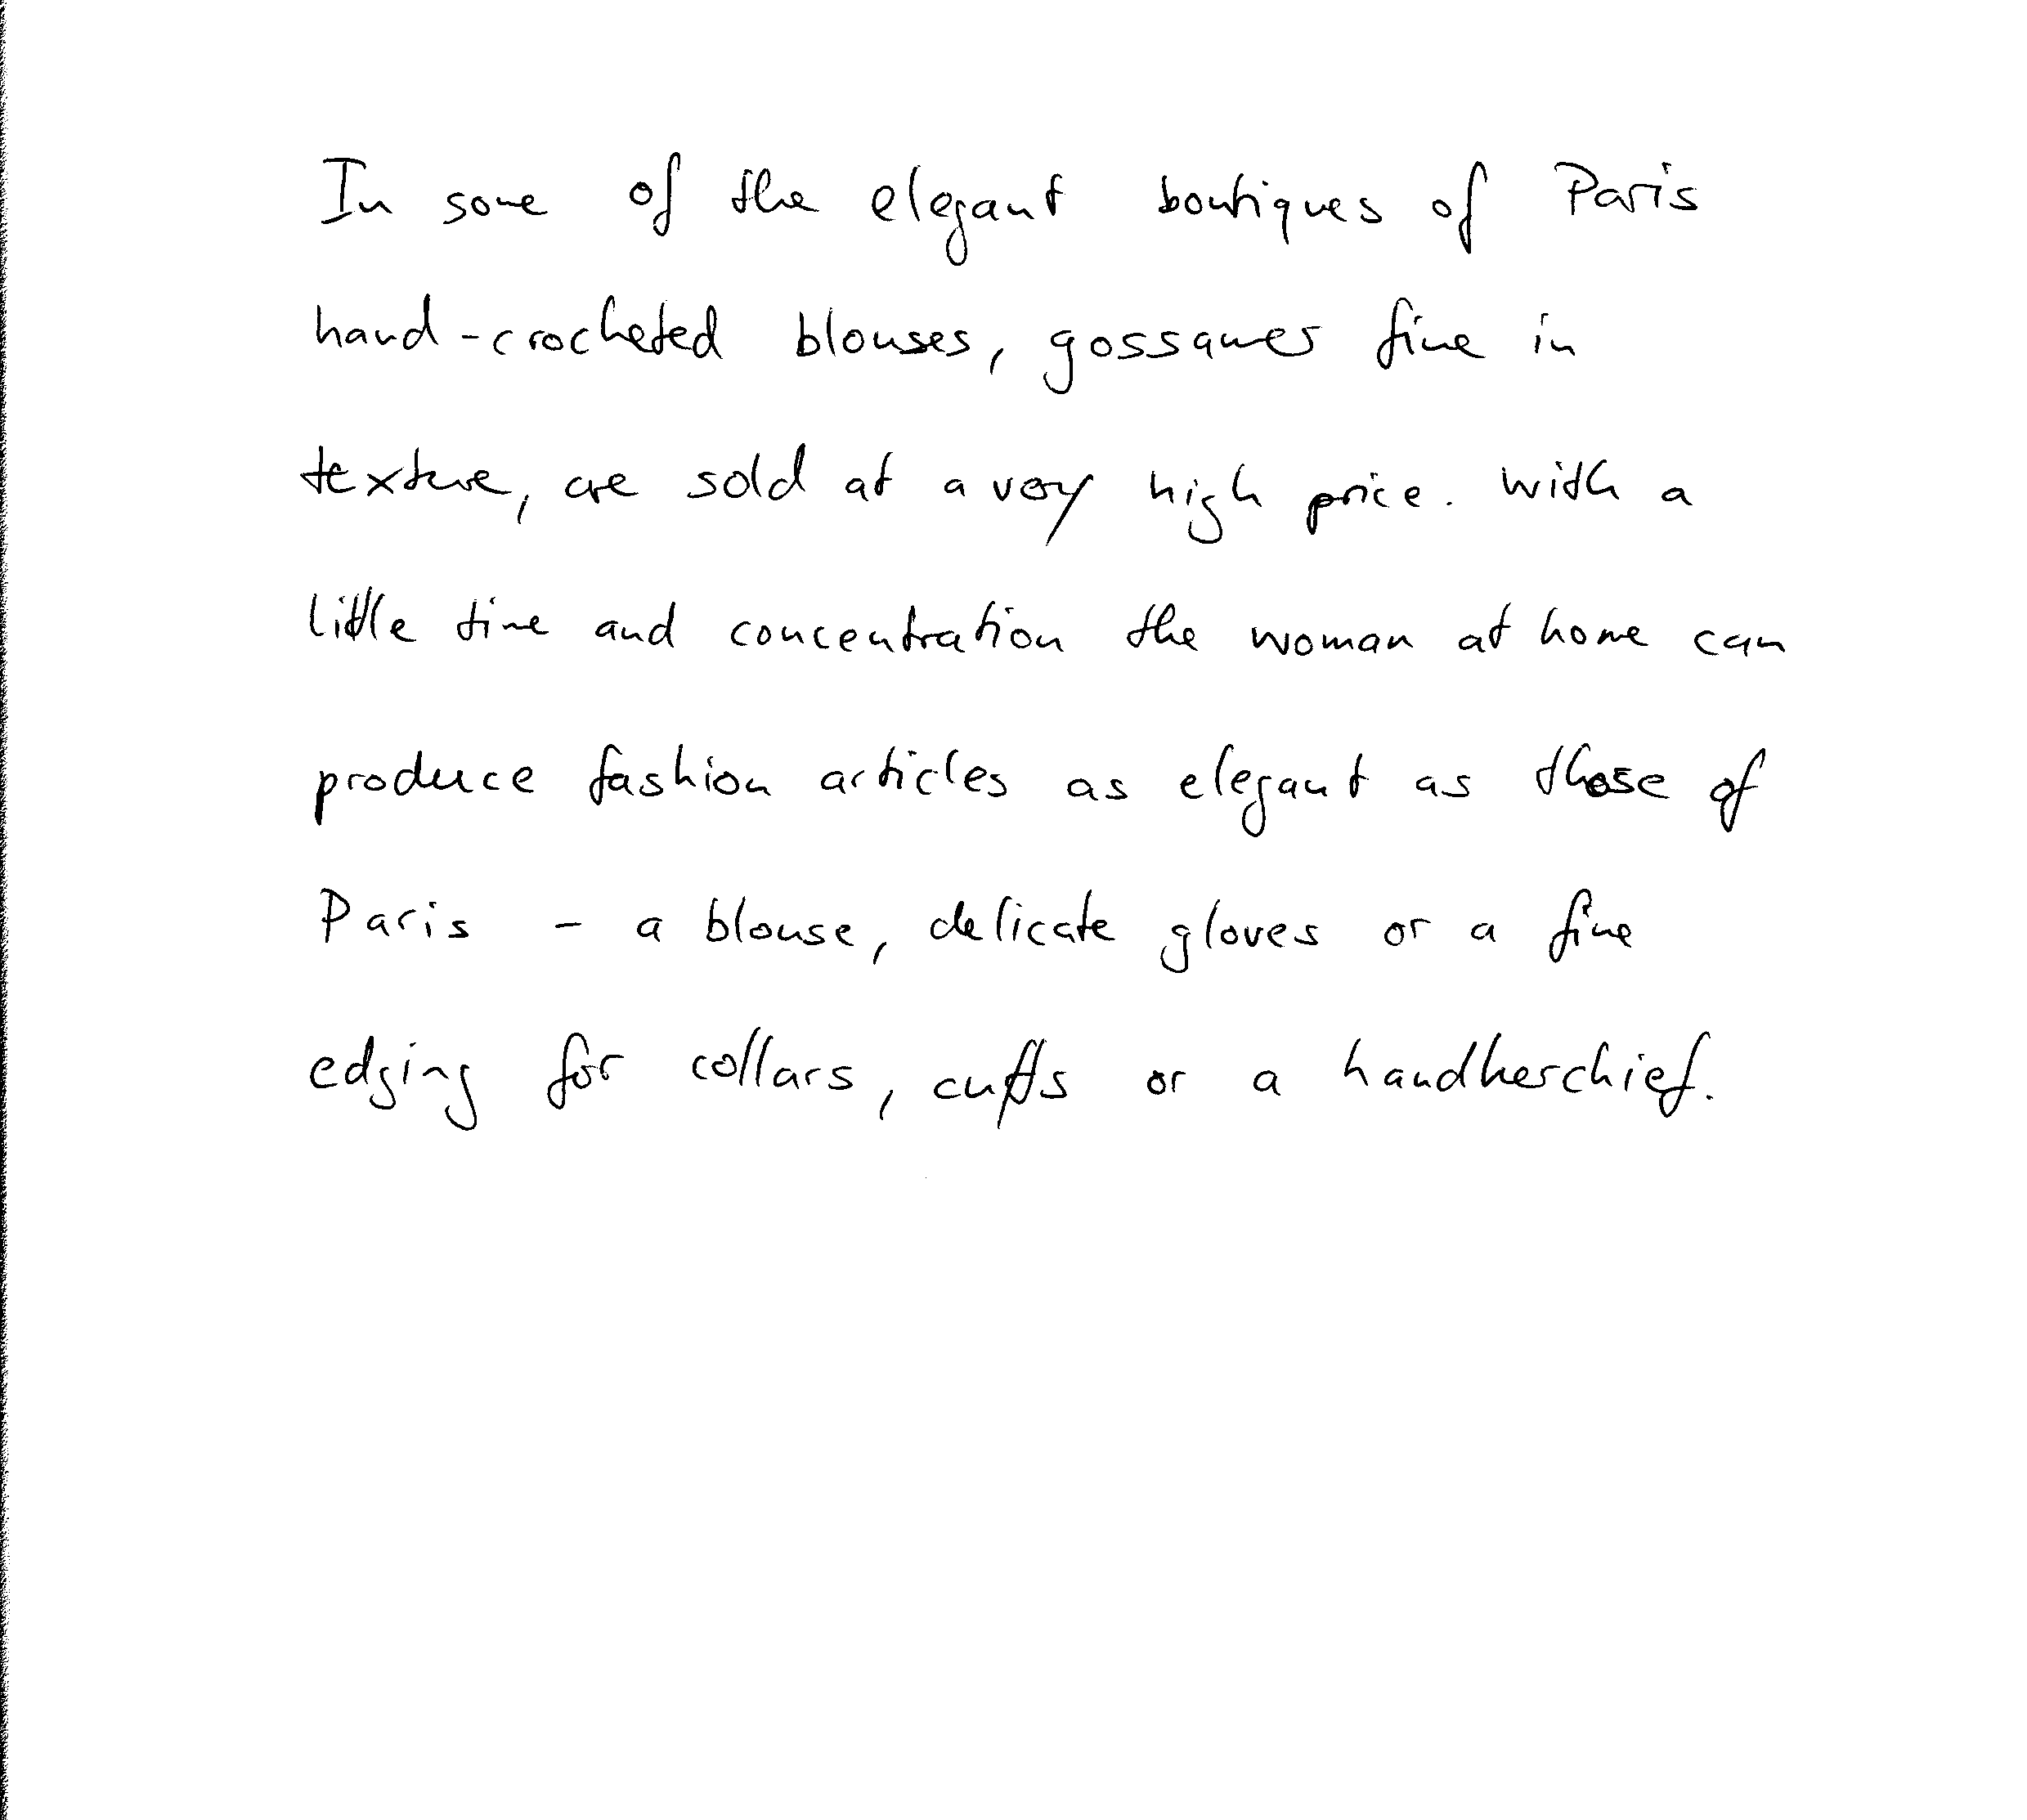 In some of the elegant boutiques of Paris
hand-crocheted blouses, gossamer fine in
texture, are sold at a very high price. With a
little time and concentration the woman at home can
produce fashion articles as elegant as those of
Paris - a blouse, delicate gloves or a fine
edging for collars, cuffs or a handkerchief.